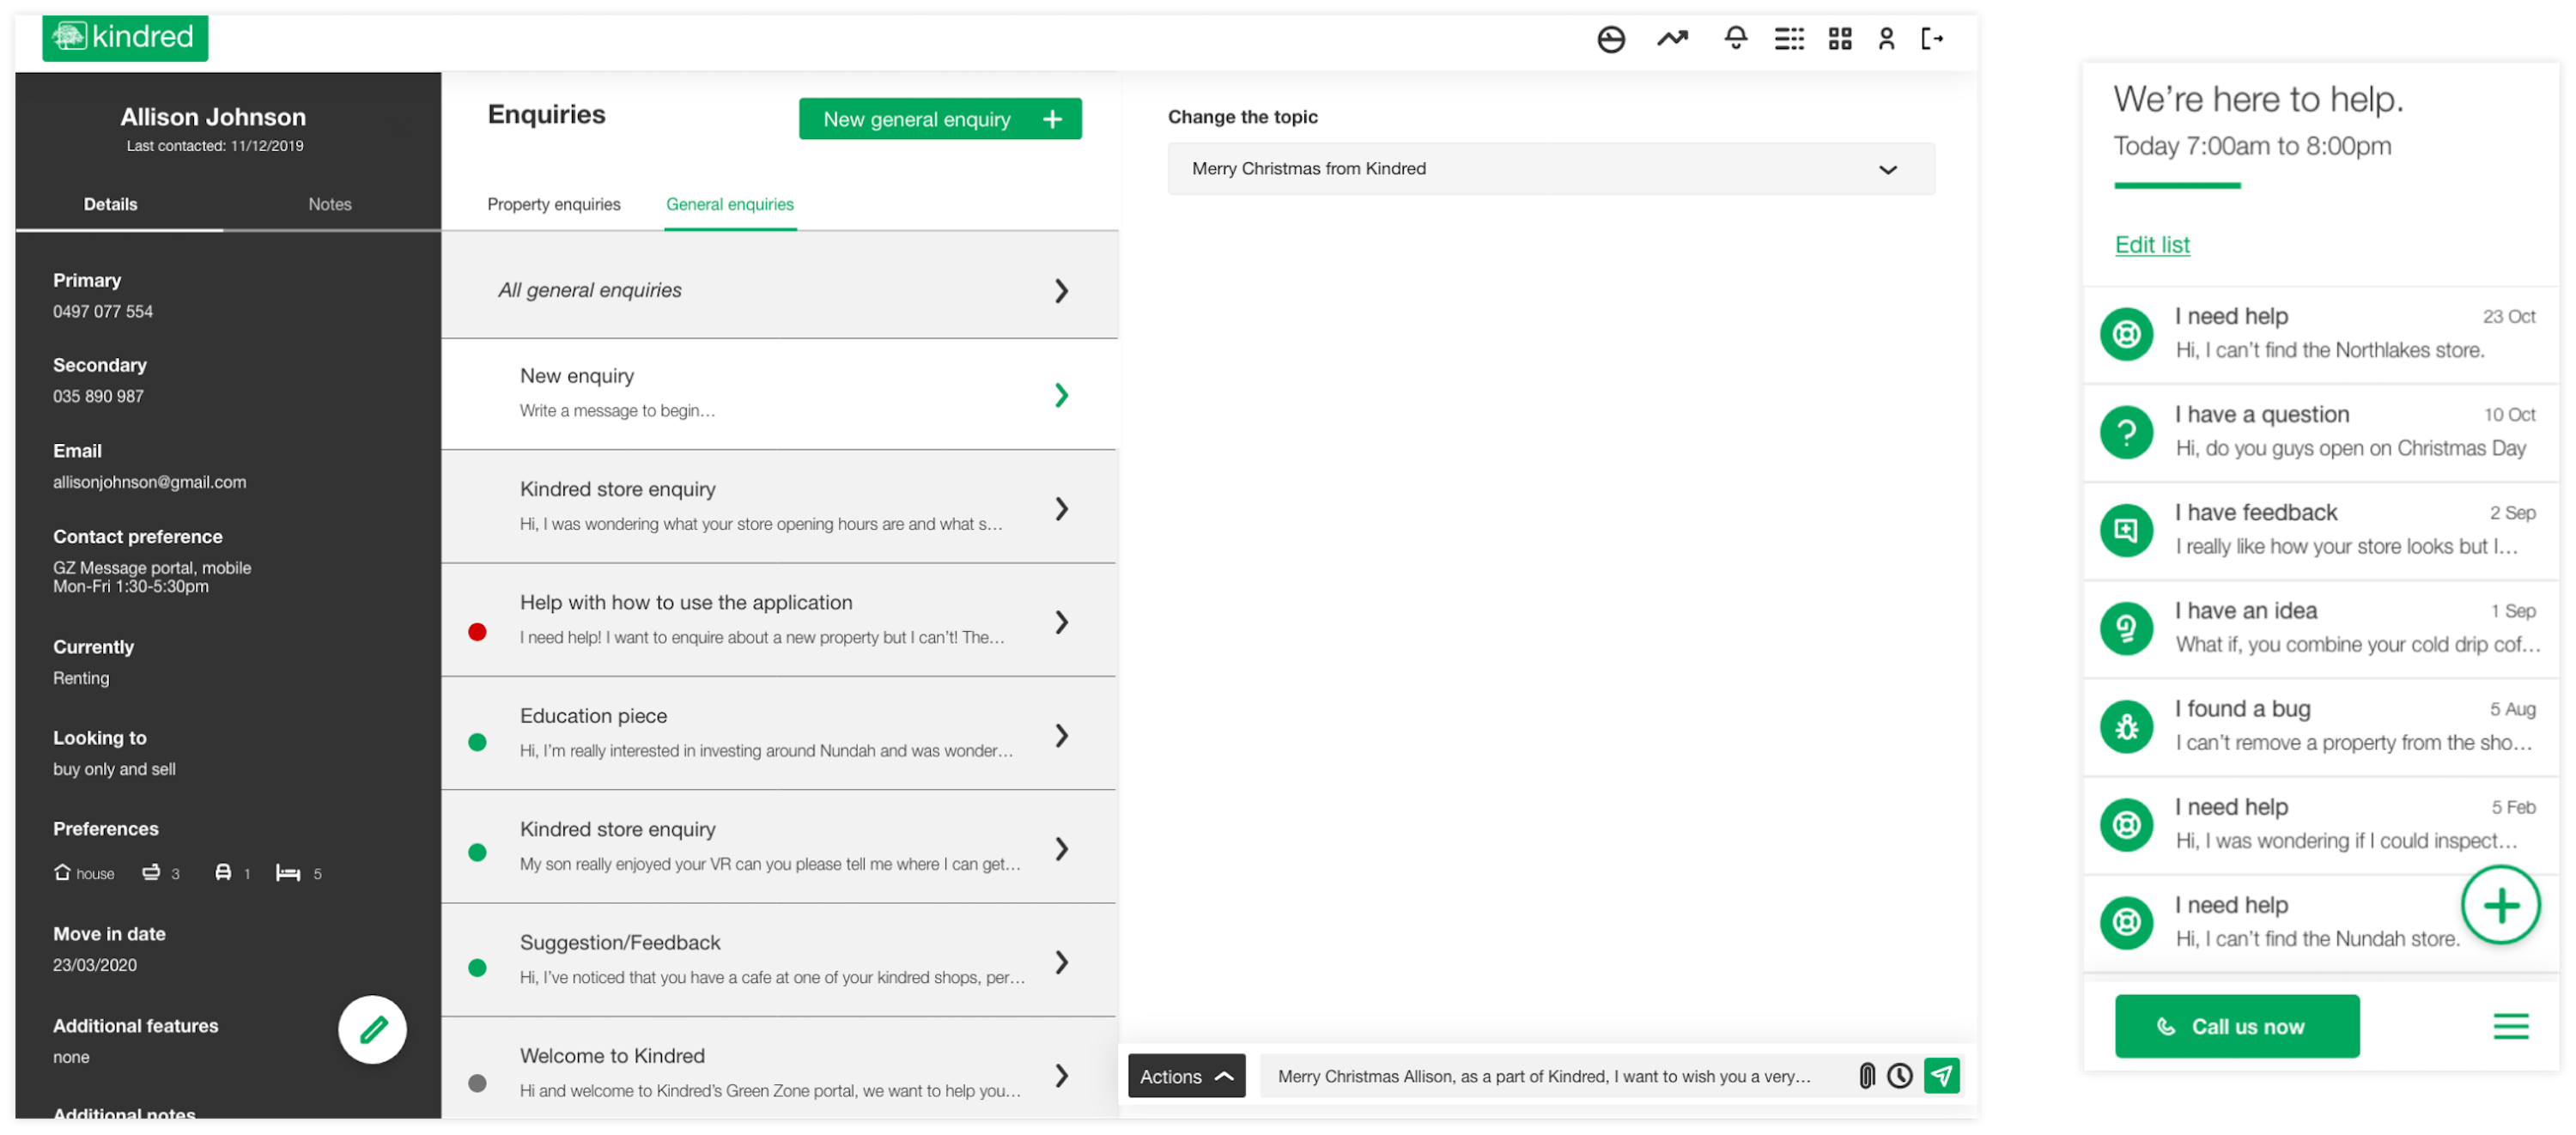 kindred
Allison Johnson
Last contacted: 11/12/2019
Details
Notes
Primary
0497 077 554
Secondary
035 890 987
Email
allisonjohnson@gmail.com
Contact preference
GZ Message portal, mobile
Mon-Fri 1:30-5:30pm
Currently
Renting
Looking to
buy only and sell
Preferences
house 3 1 5
Move in date
23/03/2020
Additional features
none
Additional notes
Enquiries
New general enquiry
Property enquiries
General enquiries
All general enquiries
New enquiry
Write a message to begin…
Kindred store enquiry
Hi, I was wondering what your store opening hours are and what s…
Help with how to use the application
I need help! I want to enquire about a new property but I can’t! The…
Education piece
Hi, I’m really interested in investing around Nundah and was wonder…
Kindred store enquiry
My son really enjoyed your VR can you please tell me where I can get…
Suggestion/Feedback
Hi, I’ve noticed that you have a cafe at one of your kindred shops, per…
Welcome to Kindred
Hi and welcome to Kindred’s Green Zone portal, we want to help you…
Change the topic
Merry Christmas from Kindred
Actions
Merry Christmas Allison, as a part of Kindred, I want to wish you a very…
We’re here to help.
Today 7:00am to 8:00pm
Edit list
I need help 23 Oct
Hi, I can’t find the Northlakes store.
I have a question 10 Oct
Hi, do you guys open on Christmas Day
I have feedback 2 Sep
I really like how your store looks but I…
I have an idea 1 Sep
What if, you combine your cold drip cof…
I found a bug 5 Aug
I can’t remove a property from the sho…
I need help 5 Feb
Hi, I was wondering if I could inspect…
I need help
Hi, I can’t find the Nundah store.
Call us now